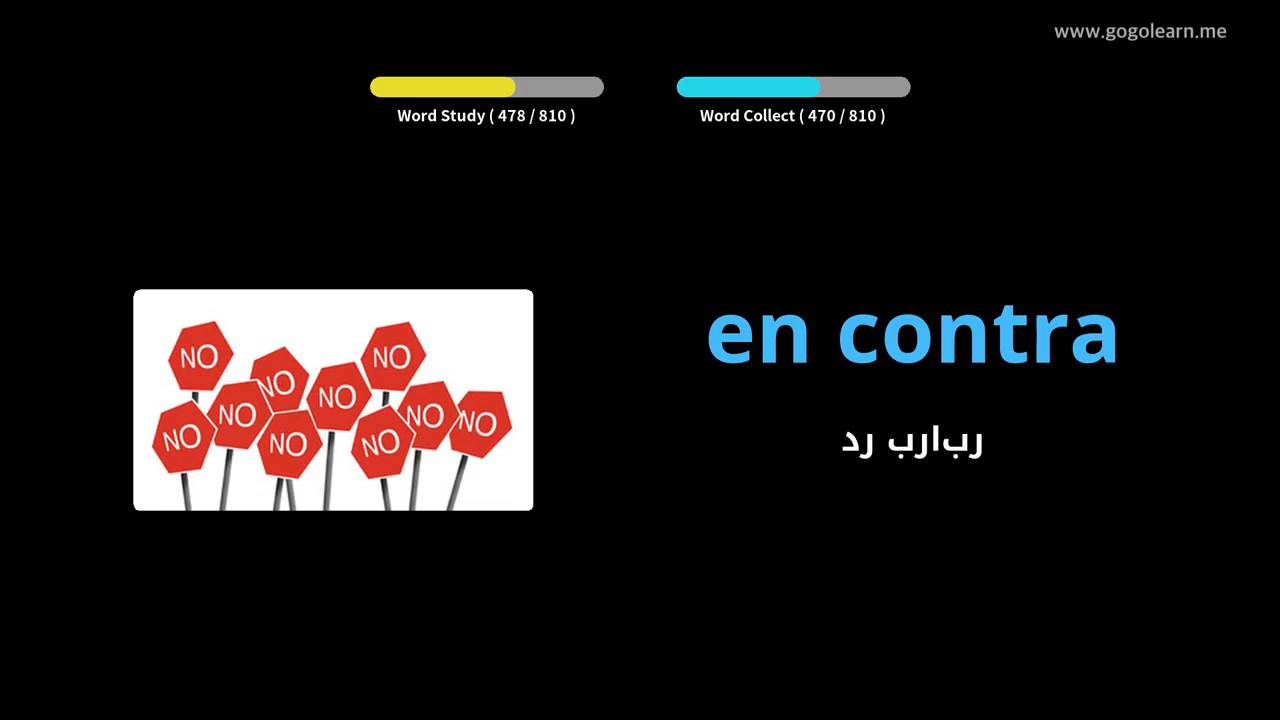 www.gogolearn.me
Word Study ( 478 / 810 )
Word Collect ( 470 / 810 )
NO
NO
NO
NO
NO
NO
NO
NO
NO
NO
en contra
ربارب رد